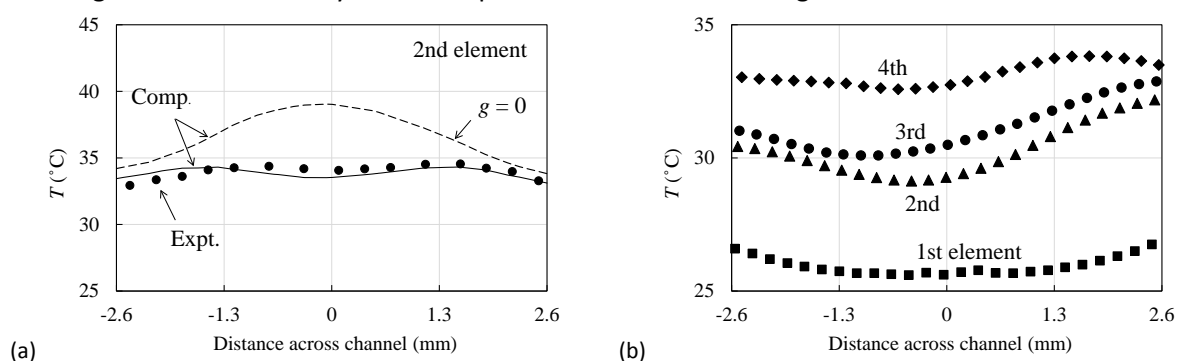 45
40
35
30
25
T (˚C)
2nd element
Comp.
g = 0
Expt.
-2.6 -1.3 0 1.3 2.6
Distance across channel (mm)
(a)
35
30
25
T (˚C)
4th
3rd
2nd
1st element
-2.6 -1.3 0 1.3 2.6
Distance across channel (mm)
(b)